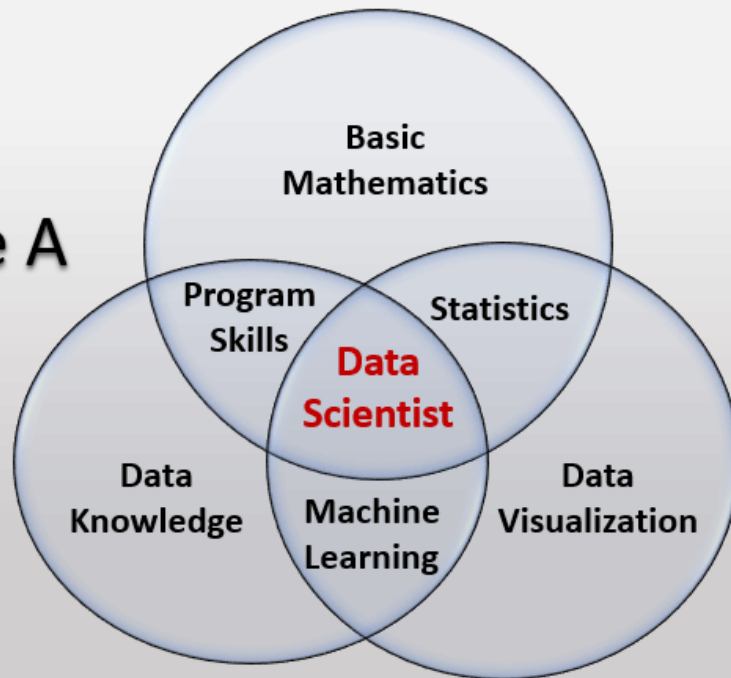 Basic
Mathematics
e A
Program
Skills
Statistics
Data
Scientist
Data
Knowledge
Machine
Learning
Data
Visualization